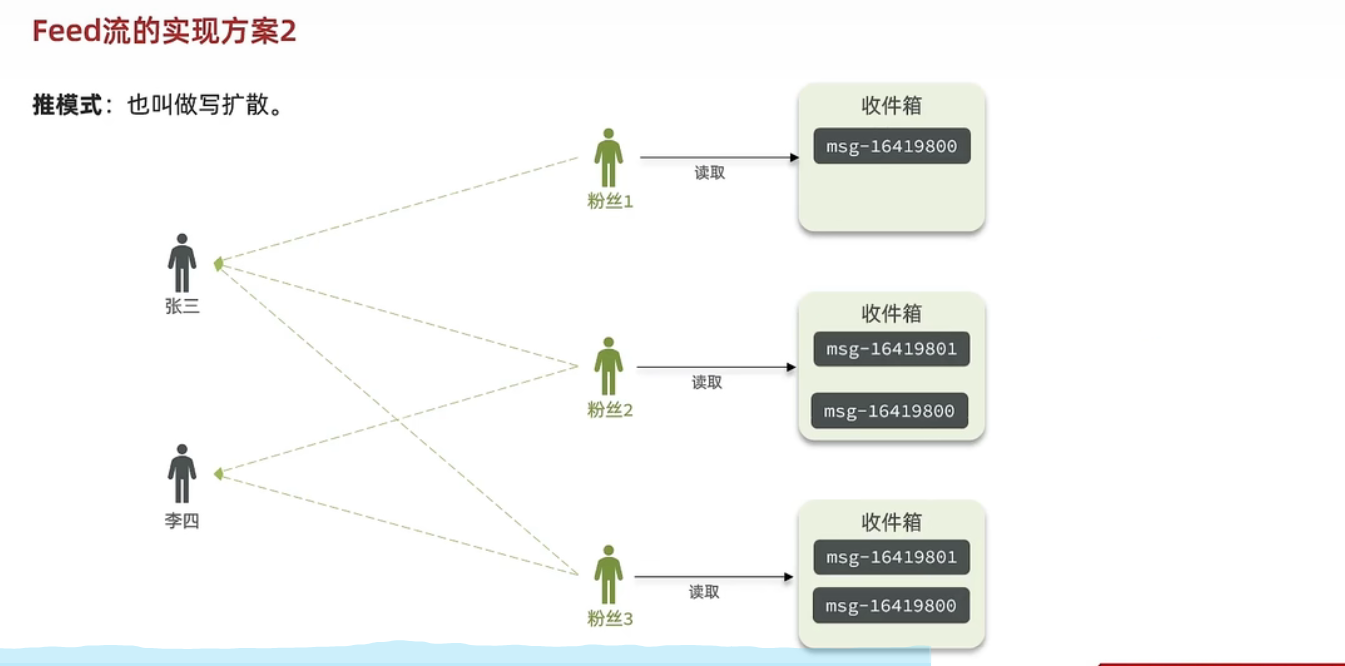 Feed流的实现方案2
推模式：也叫做写扩散。
收件箱
msg-16419800
读取
粉丝1
张三
收件箱
msg-16419801
读取
msg-16419800
粉丝2
李四
收件箱
msg-16419801
读取
msg-16419800
粉丝3